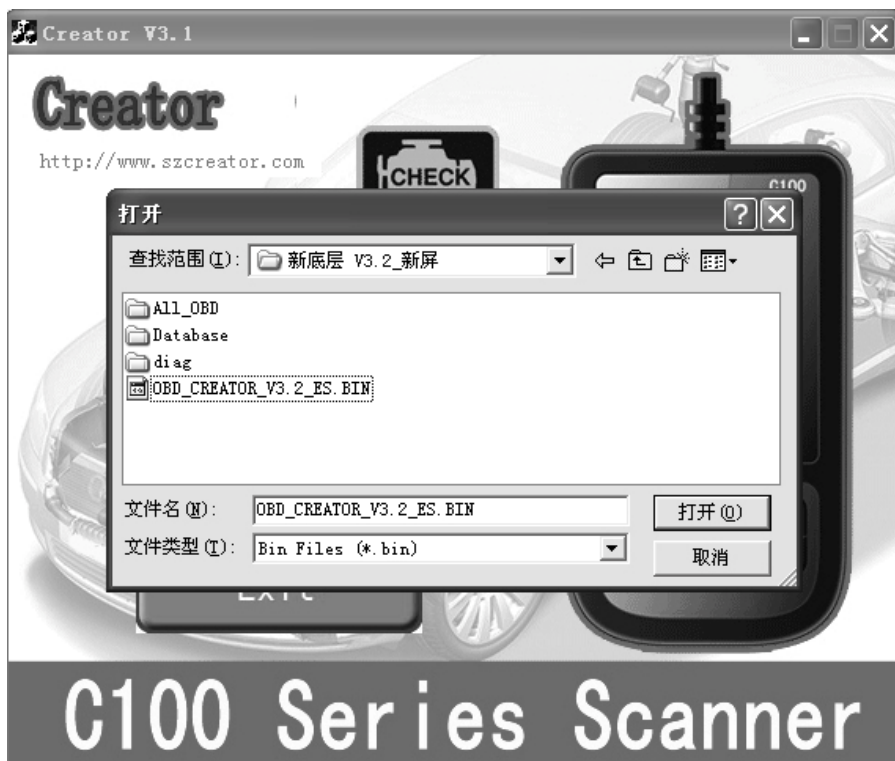 Creator V3.1
Creator
http://www.szcreator.com
CHECK
C100
打开
查找范围(I):
新底层 V3.2_新屏
All_OBD
Database
diag
OBD_CREATOR_V3.2_ES.BIN
文件名(N):
OBD_CREATOR_V3.2_ES.BIN
打开(O)
文件类型(T):
Bin Files (*.bin)
取消
Exit
C100 Series Scanner